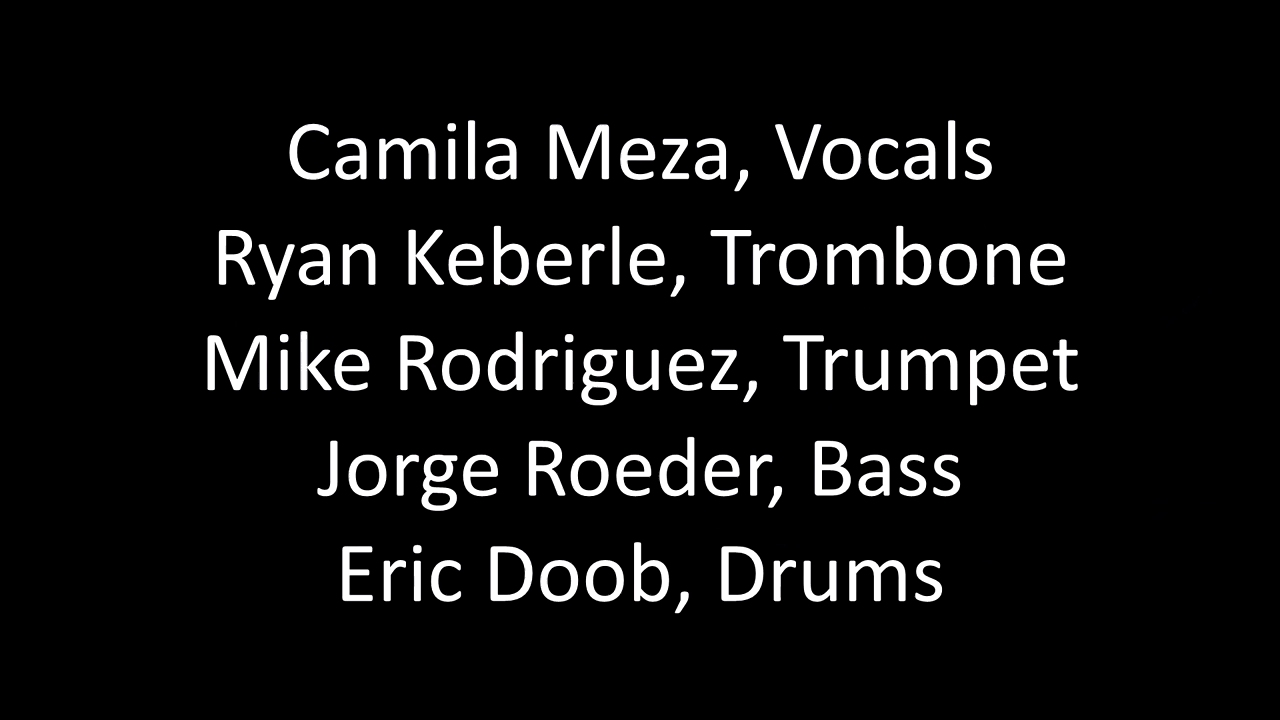 Camila Meza, Vocals
Ryan Keberle, Trombone
Mike Rodriguez, Trumpet
Jorge Roeder, Bass
Eric Doob, Drums